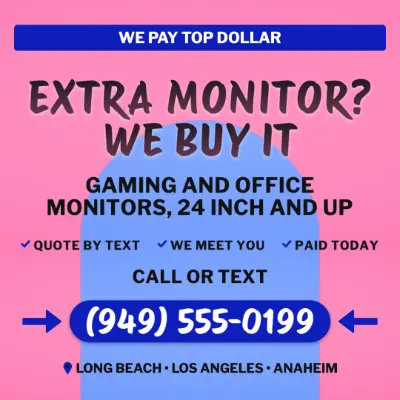 WE PAY TOP DOLLAR
EXTRA MONITOR?
WE BUY IT
GAMING AND OFFICE
MONITORS, 24 INCH AND UP
QUOTE BY TEXT WE MEET YOU PAID TODAY
CALL OR TEXT
(949) 555-0199
LONG BEACH • LOS ANGELES • ANAHEIM